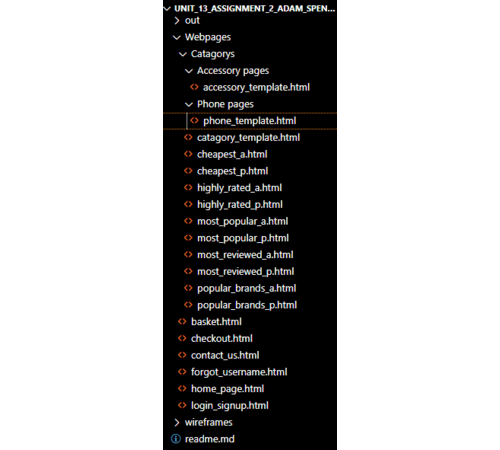 UNIT_13_ASSIGNMENT_2_ADAM_SPEN...
out
Webpages
Catagorys
Accessory pages
accessory_template.html
Phone pages
phone_template.html
catagory_template.html
cheapest_a.html
cheapest_p.html
highly_rated_a.html
highly_rated_p.html
most_popular_a.html
most_popular_p.html
most_reviewed_a.html
most_reviewed_p.html
popular_brands_a.html
popular_brands_p.html
basket.html
checkout.html
contact_us.html
forgot_username.html
home_page.html
login_signup.html
wireframes
readme.md